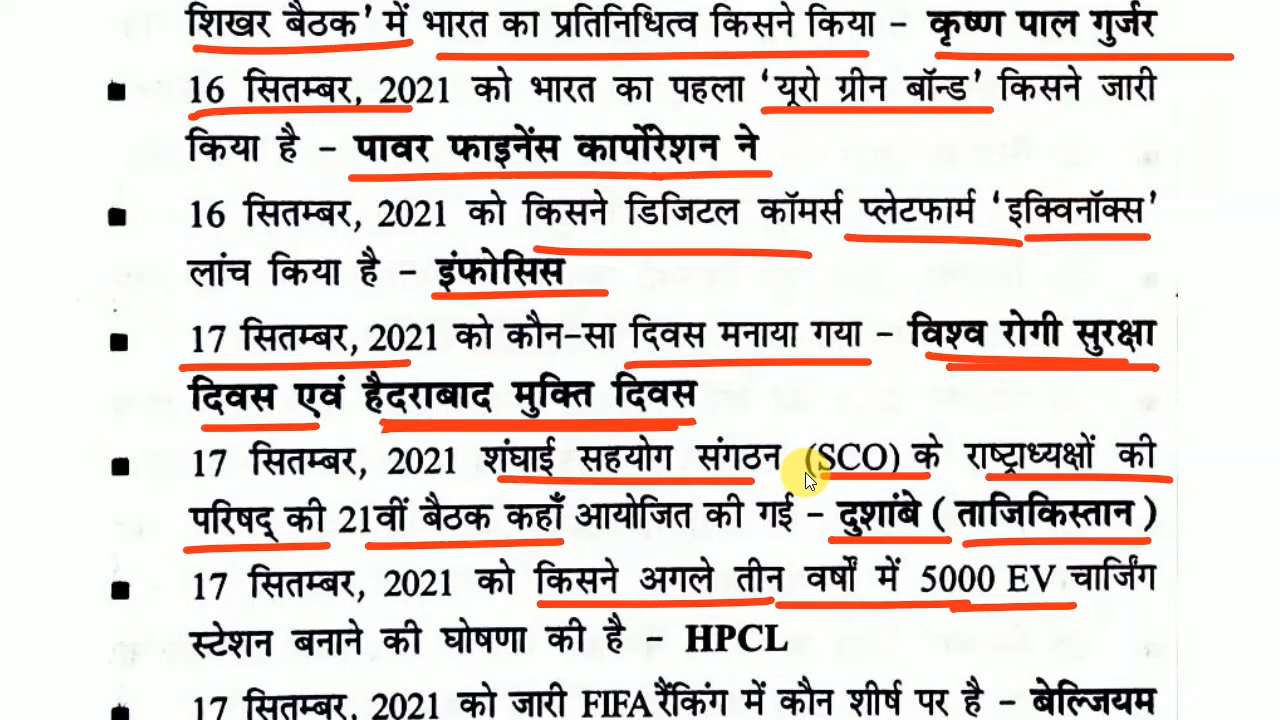 शिखर बैठक’ में भारत का प्रतिनिधित्व किसने किया – कृष्ण पाल गुर्जर
■ 16 सितम्बर, 2021 को भारत का पहला ‘यूरो ग्रीन बॉन्ड’ किसने जारी
किया है – पावर फाइनेंस कार्पोरेशन ने
■ 16 सितम्बर, 2021 को किसने डिजिटल कॉमर्स प्लेटफार्म ‘इक्विनॉक्स’
लांच किया है – इंफोसिस
■ 17 सितम्बर, 2021 को कौन-सा दिवस मनाया गया – विश्व रोगी सुरक्षा
दिवस एवं हैदराबाद मुक्ति दिवस
■ 17 सितम्बर, 2021 शंघाई सहयोग संगठन (SCO) के राष्ट्राध्यक्षों की
परिषद् की 21वीं बैठक कहाँ आयोजित की गई – दुशांबे ( ताजिकिस्तान )
■ 17 सितम्बर, 2021 को किसने अगले तीन वर्षों में 5000 EV चार्जिंग
स्टेशन बनाने की घोषणा की है – HPCL
■ 17 सितम्बर, 2021 को जारी FIFA रैंकिंग में कौन शीर्ष पर है – बेल्जियम